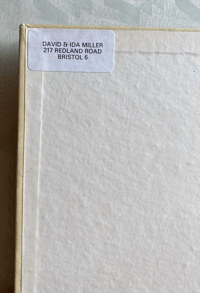 DAVID & IDA MILLER
217 REDLAND ROAD
BRISTOL 6